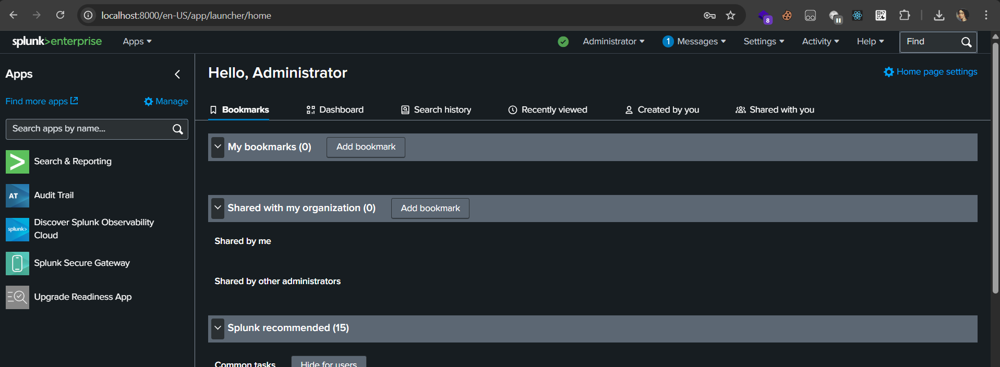 localhost:8000/en-US/app/launcher/home
8
splunk>enterprise
Apps
Administrator
1
Messages
Settings
Activity
Help
Find
Apps
Find more apps
Manage
Search apps by name...
Search & Reporting
AT
Audit Trail
splunk>
Discover Splunk Observability
Cloud
Splunk Secure Gateway
Upgrade Readiness App
Hello, Administrator
Home page settings
Bookmarks
Dashboard
Search history
Recently viewed
Created by you
Shared with you
My bookmarks (0)
Add bookmark
Shared with my organization (0)
Add bookmark
Shared by me
Shared by other administrators
Splunk recommended (15)
Common tasks
Hide for users